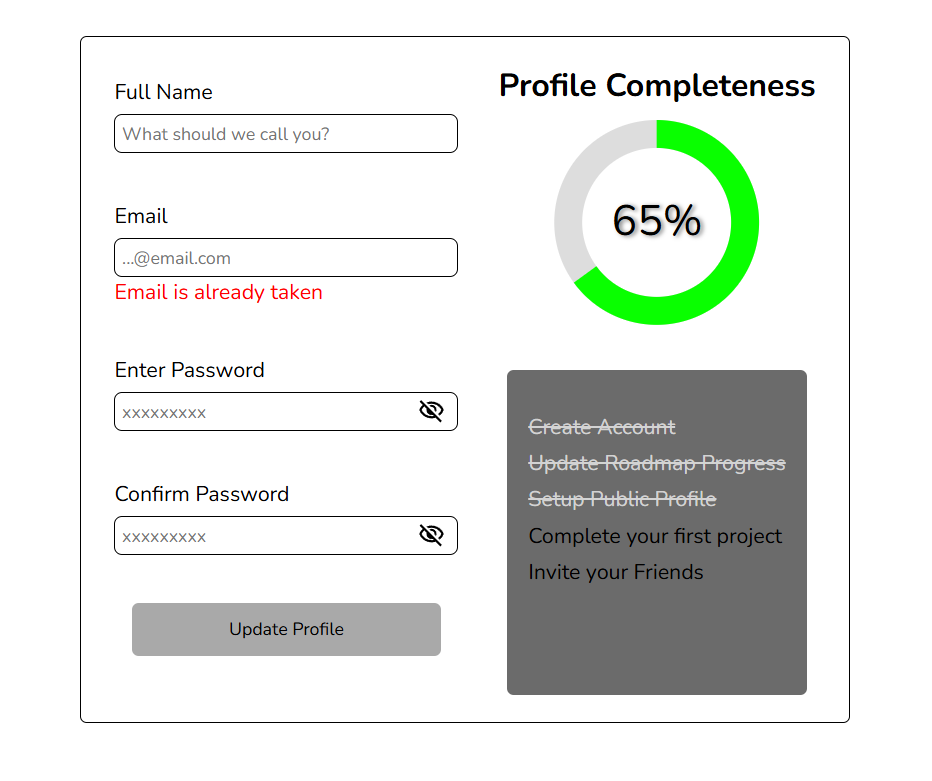 Full Name
What should we call you?
Email
...@email.com
Email is already taken
Enter Password
xxxxxxxxx
Confirm Password
xxxxxxxxx
Update Profile
Profile Completeness
65%
Create Account
Update Roadmap Progress
Setup Public Profile
Complete your first project
Invite your Friends